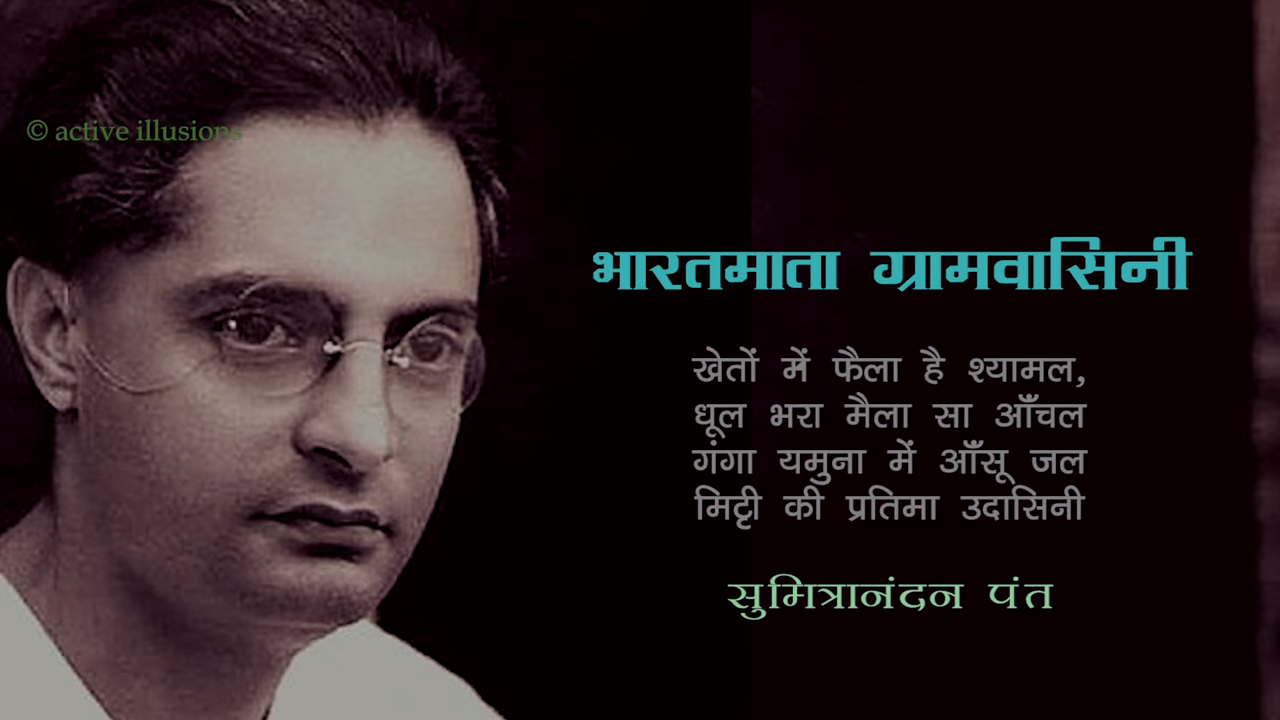 © active illusions
भारतमाता ग्रामवासिनी
खेतों में फैला है श्यामल,
धूल भरा मैला सा आँचल
गंगा यमुना में आँसू जल
मिट्टी की प्रतिमा उदासिनी
सुमित्रानंदन पंत